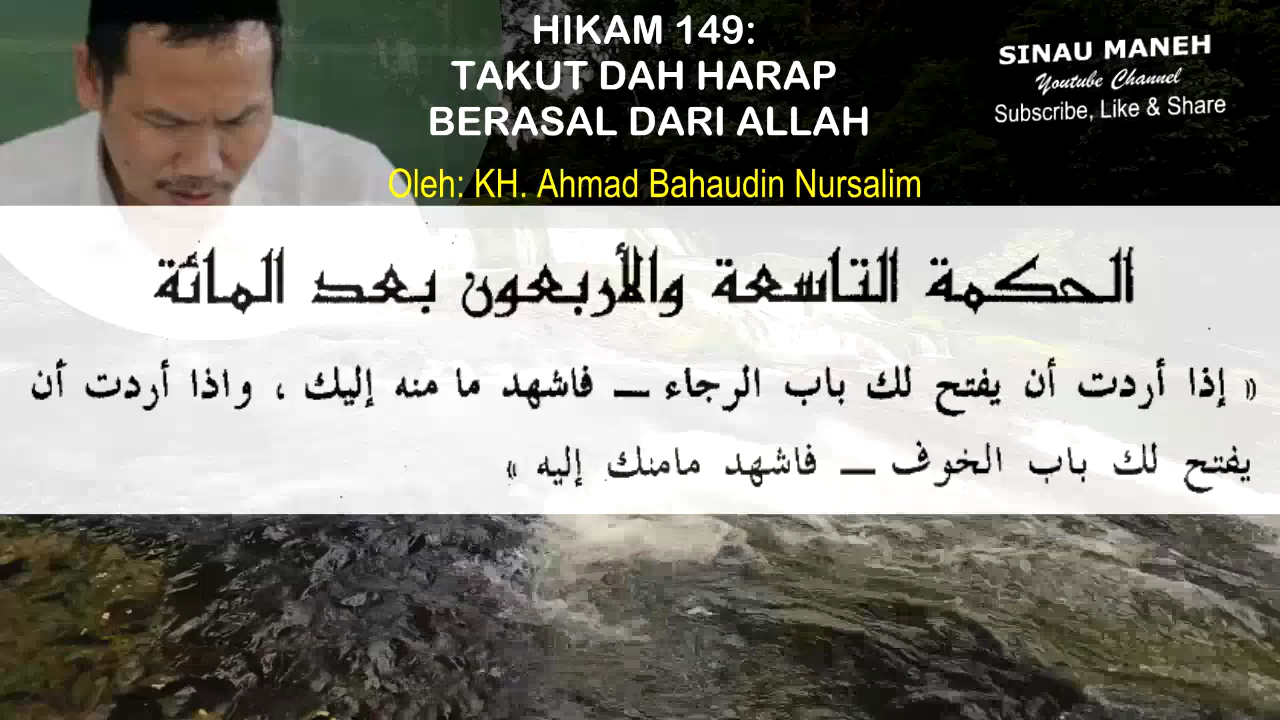 HIKAM 149:
TAKUT DAH HARAP
BERASAL DARI ALLAH
Oleh: KH. Ahmad Bahaudin Nursalim
SINAU MANEH
Youtube Channel
Subscribe, Like & Share
الحكمة التاسعة والأربعون بعد المائة
« إذا أردت أن يفتح لك باب الرجاء — فاشهد ما منه إليك ، واذا أردت أن
يفتح لك باب الخوف — فاشهد مامنك إليه »